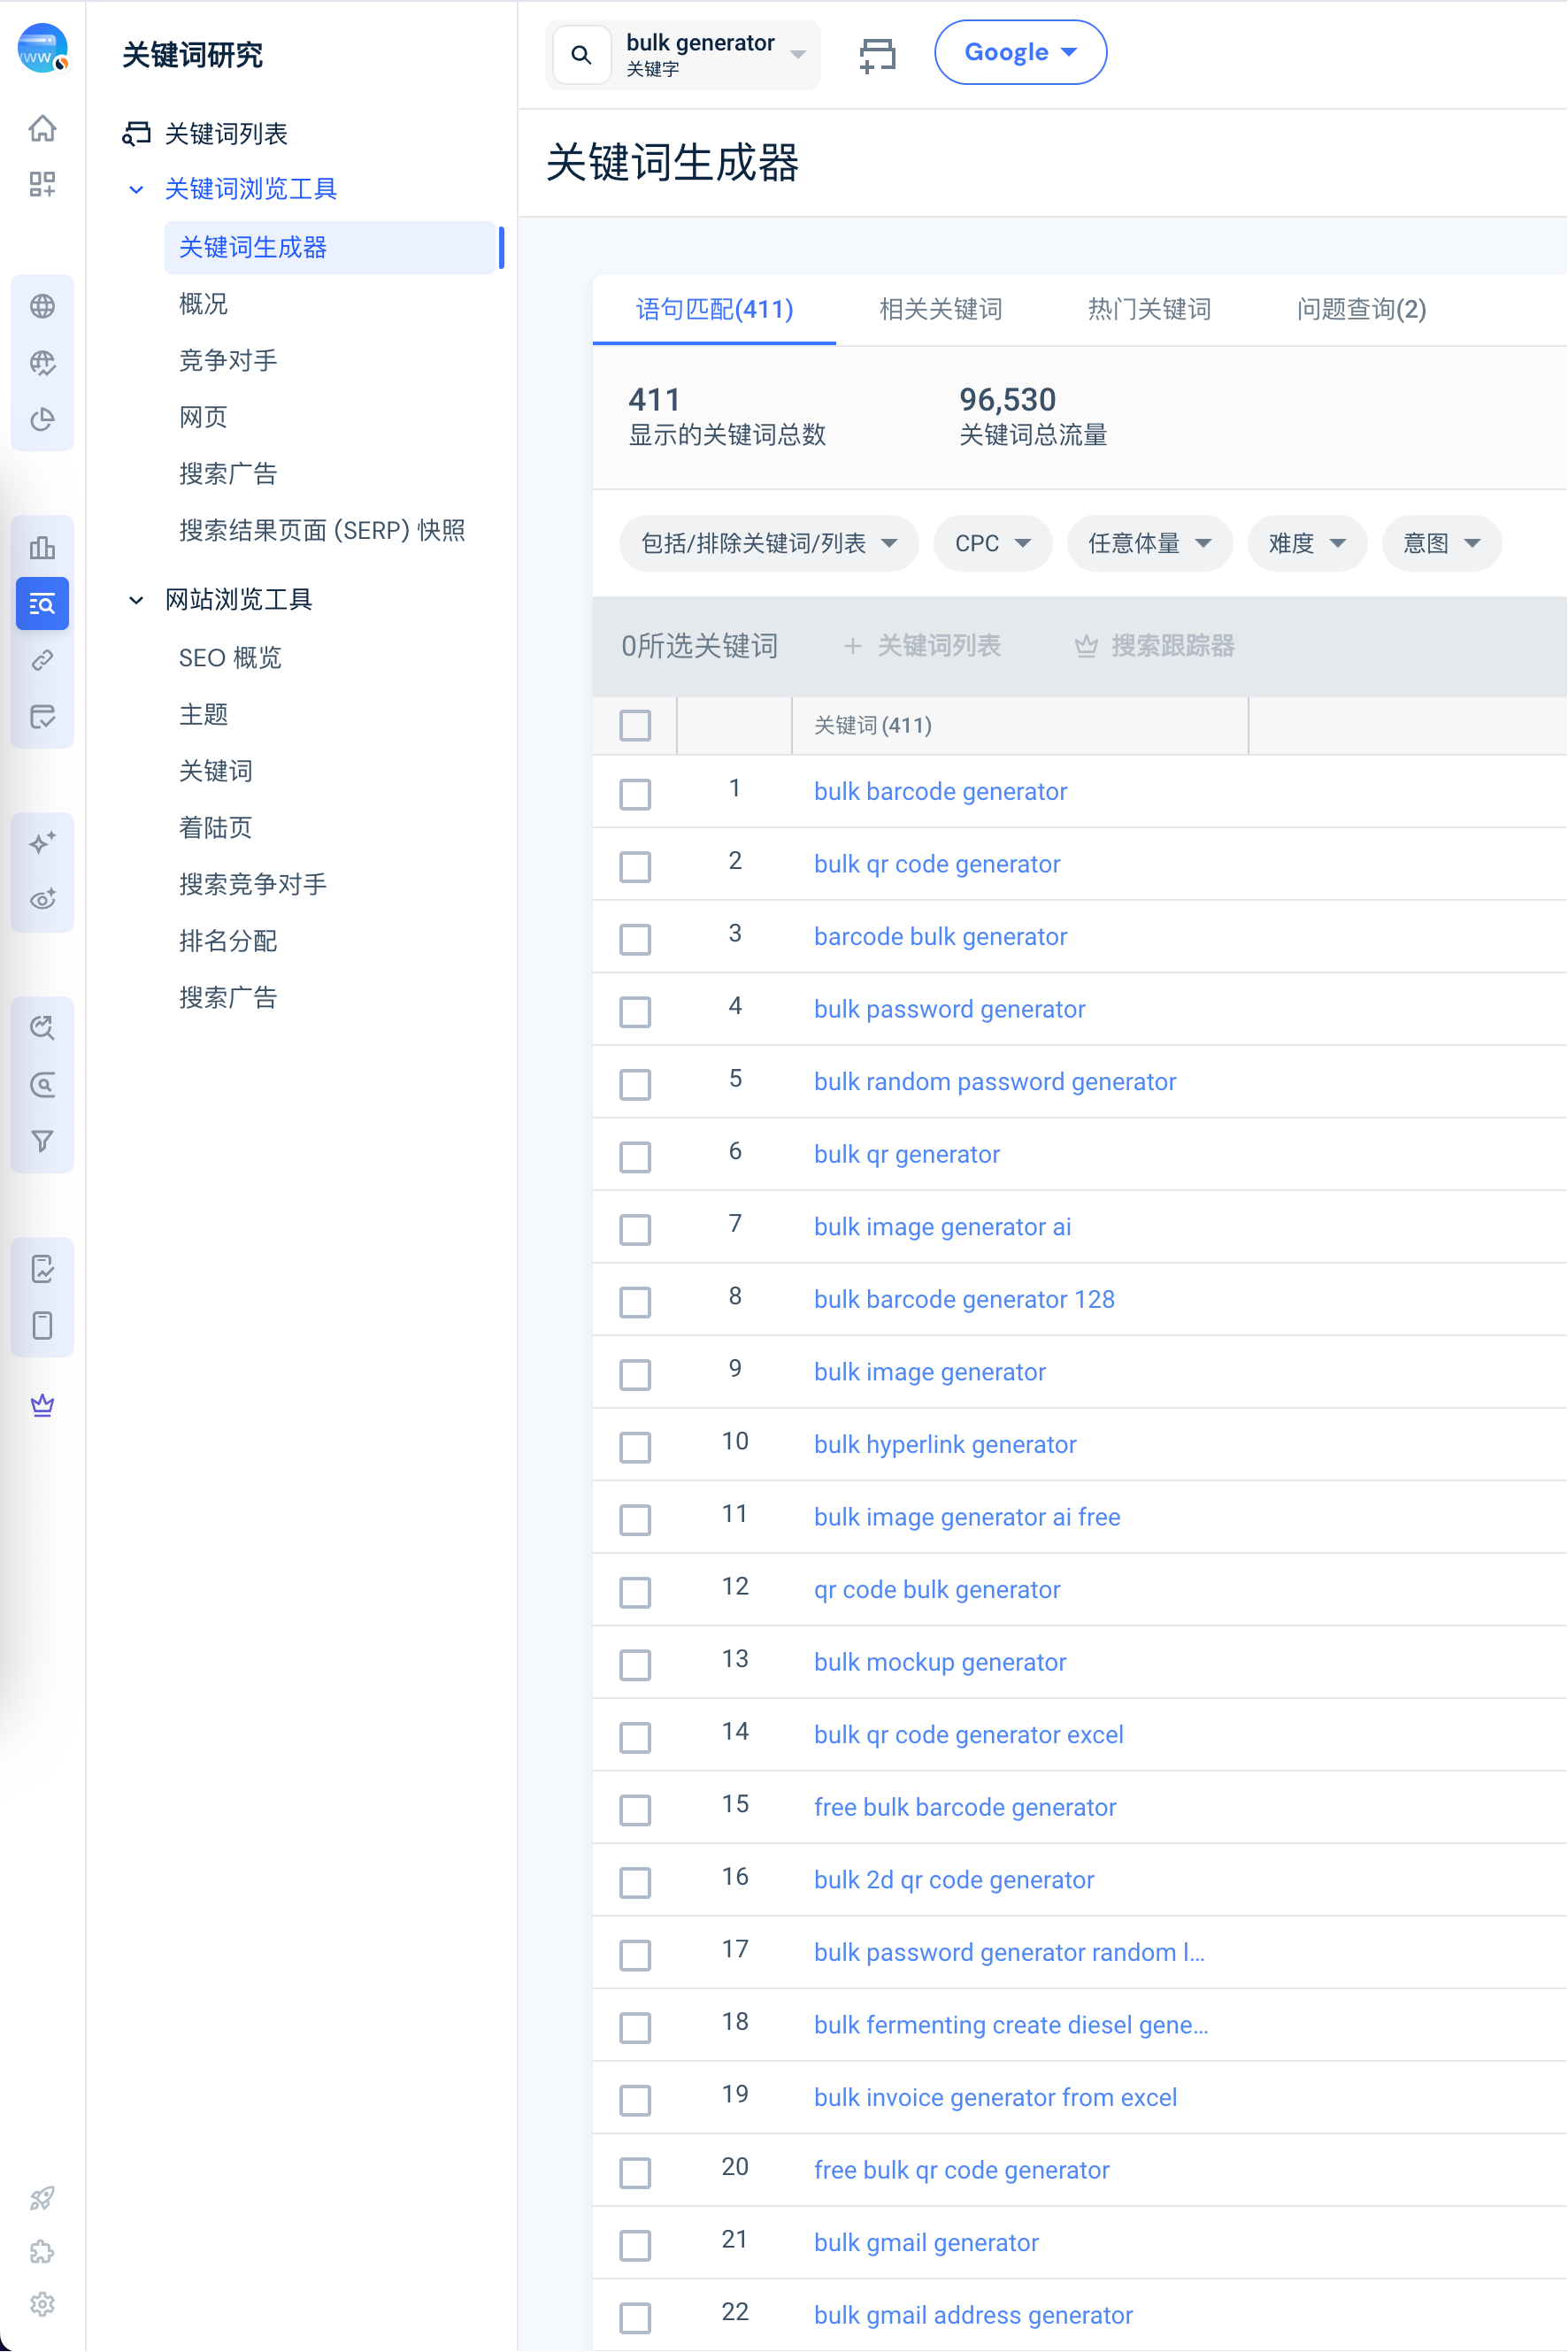 WW
关键词研究
关键词列表
关键词浏览工具
关键词生成器
概况
竞争对手
网页
搜索广告
搜索结果页面 (SERP) 快照
网站浏览工具
SEO 概览
主题
关键词
着陆页
搜索竞争对手
排名分配
搜索广告
bulk generator
关键字
Google
关键词生成器
语句匹配(411) 相关关键词 热门关键词 问题查询(2)
411 96,530
显示的关键词总数 关键词总流量
包括/排除关键词/列表 CPC 任意体量 难度 意图
0所选关键词 + 关键词列表 搜索跟踪器
关键词 (411)
1 bulk barcode generator
2 bulk qr code generator
3 barcode bulk generator
4 bulk password generator
5 bulk random password generator
6 bulk qr generator
7 bulk image generator ai
8 bulk barcode generator 128
9 bulk image generator
10 bulk hyperlink generator
11 bulk image generator ai free
12 qr code bulk generator
13 bulk mockup generator
14 bulk qr code generator excel
15 free bulk barcode generator
16 bulk 2d qr code generator
17 bulk password generator random l...
18 bulk fermenting create diesel gene...
19 bulk invoice generator from excel
20 free bulk qr code generator
21 bulk gmail generator
22 bulk gmail address generator